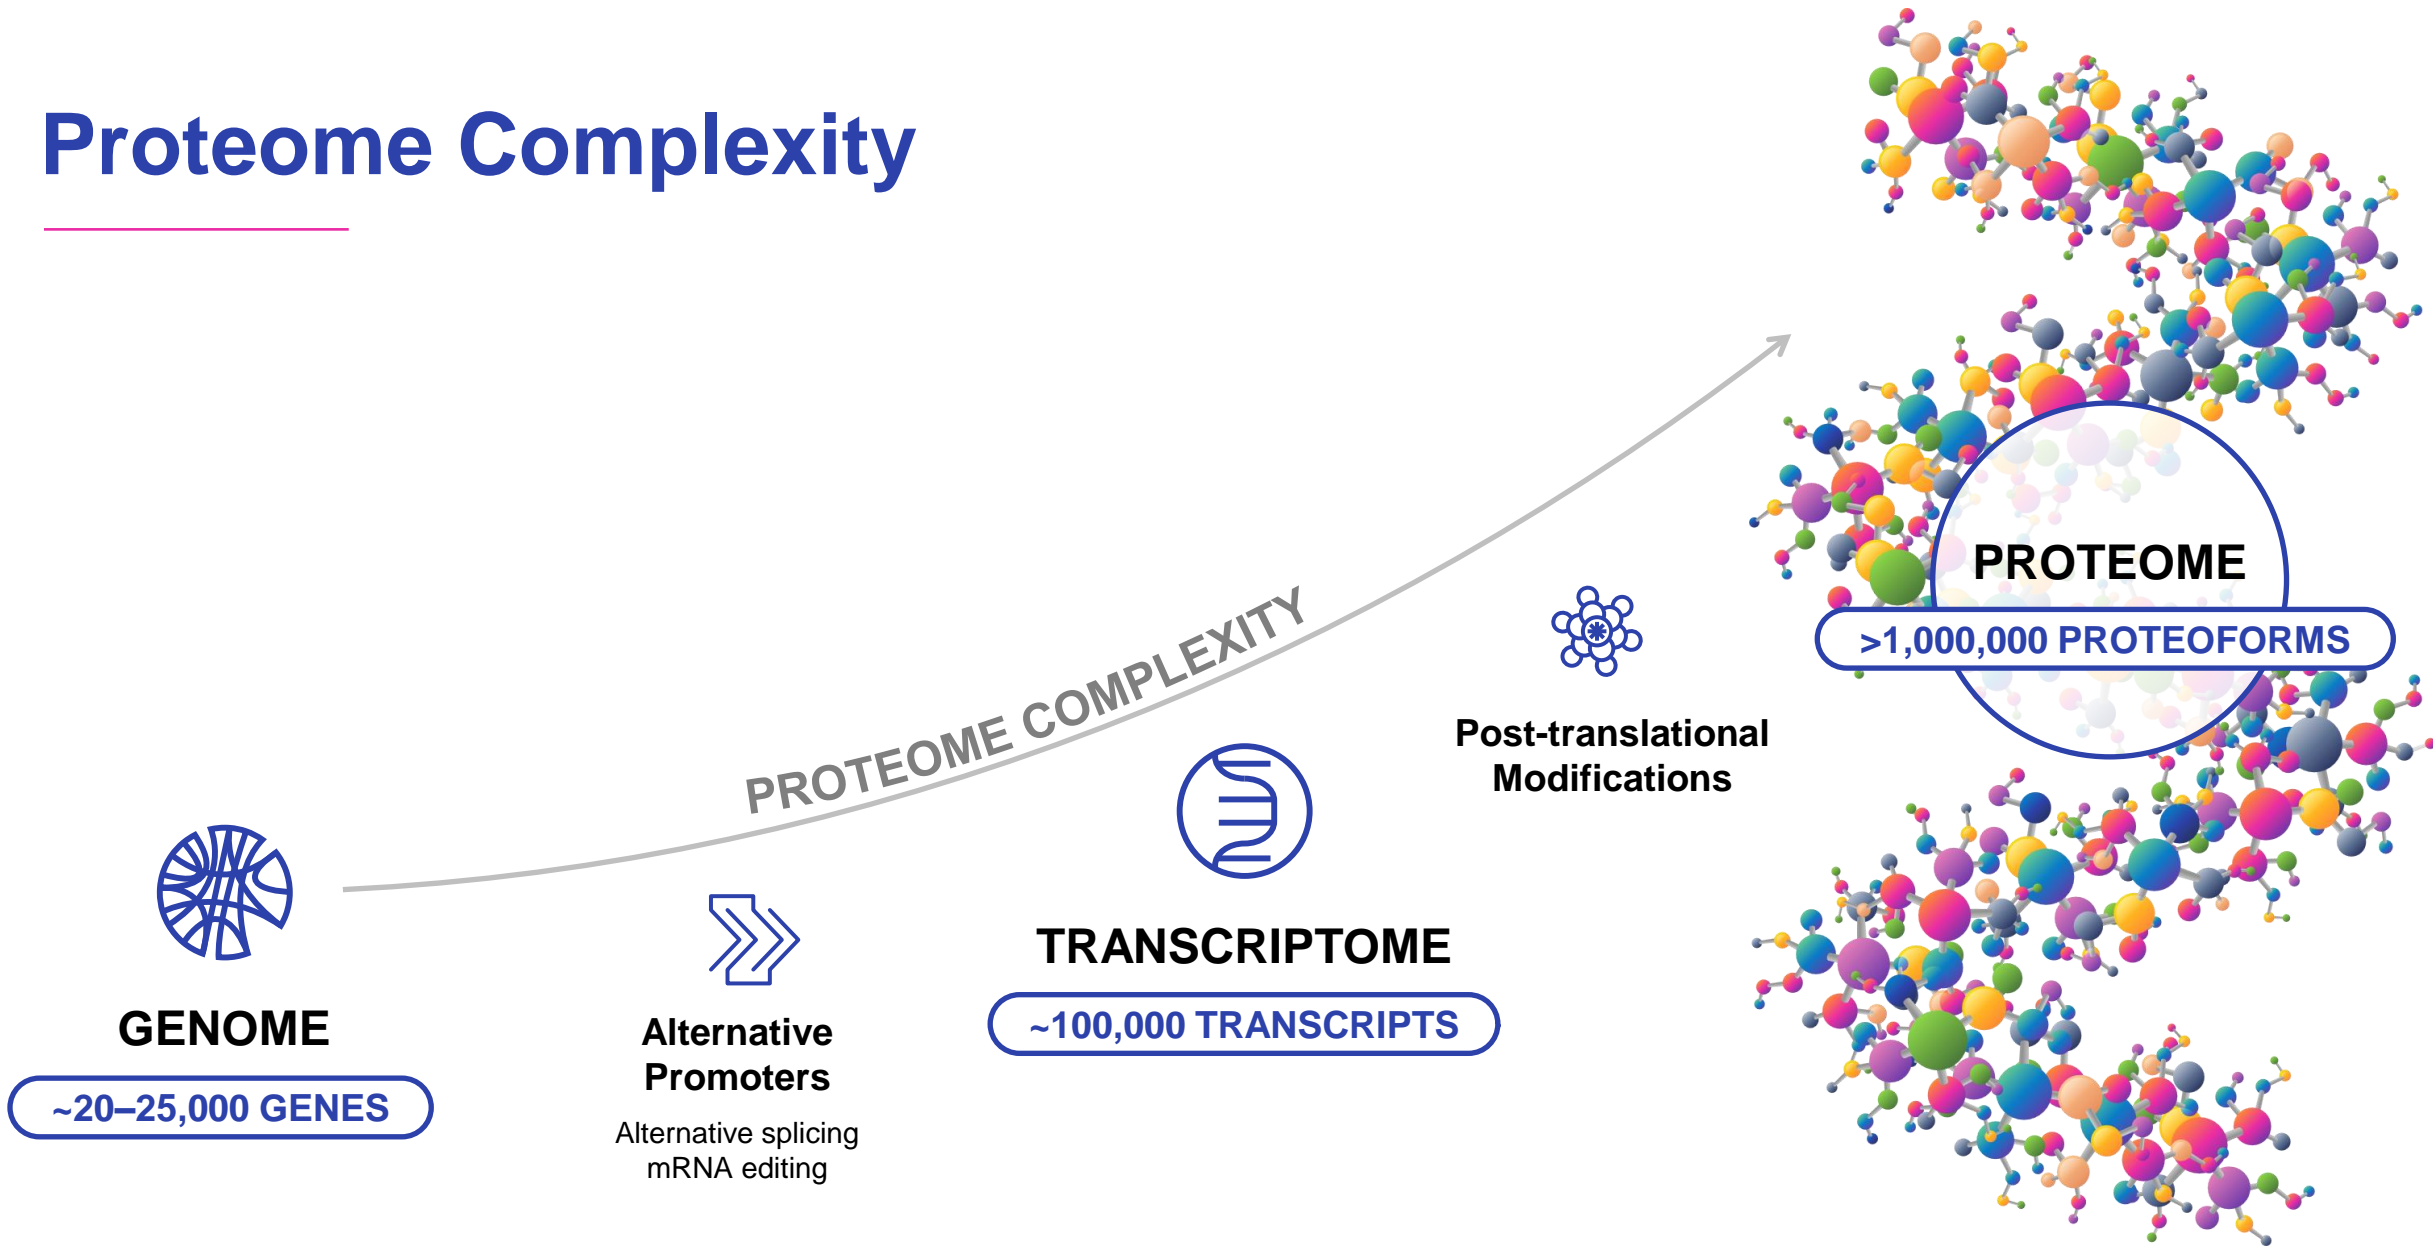 Proteome Complexity
PROTEOME COMPLEXITY
GENOME
~20–25,000 GENES
Alternative
Promoters
Alternative splicing
mRNA editing
TRANSCRIPTOME
~100,000 TRANSCRIPTS
Post-translational
Modifications
PROTEOME
>1,000,000 PROTEOFORMS